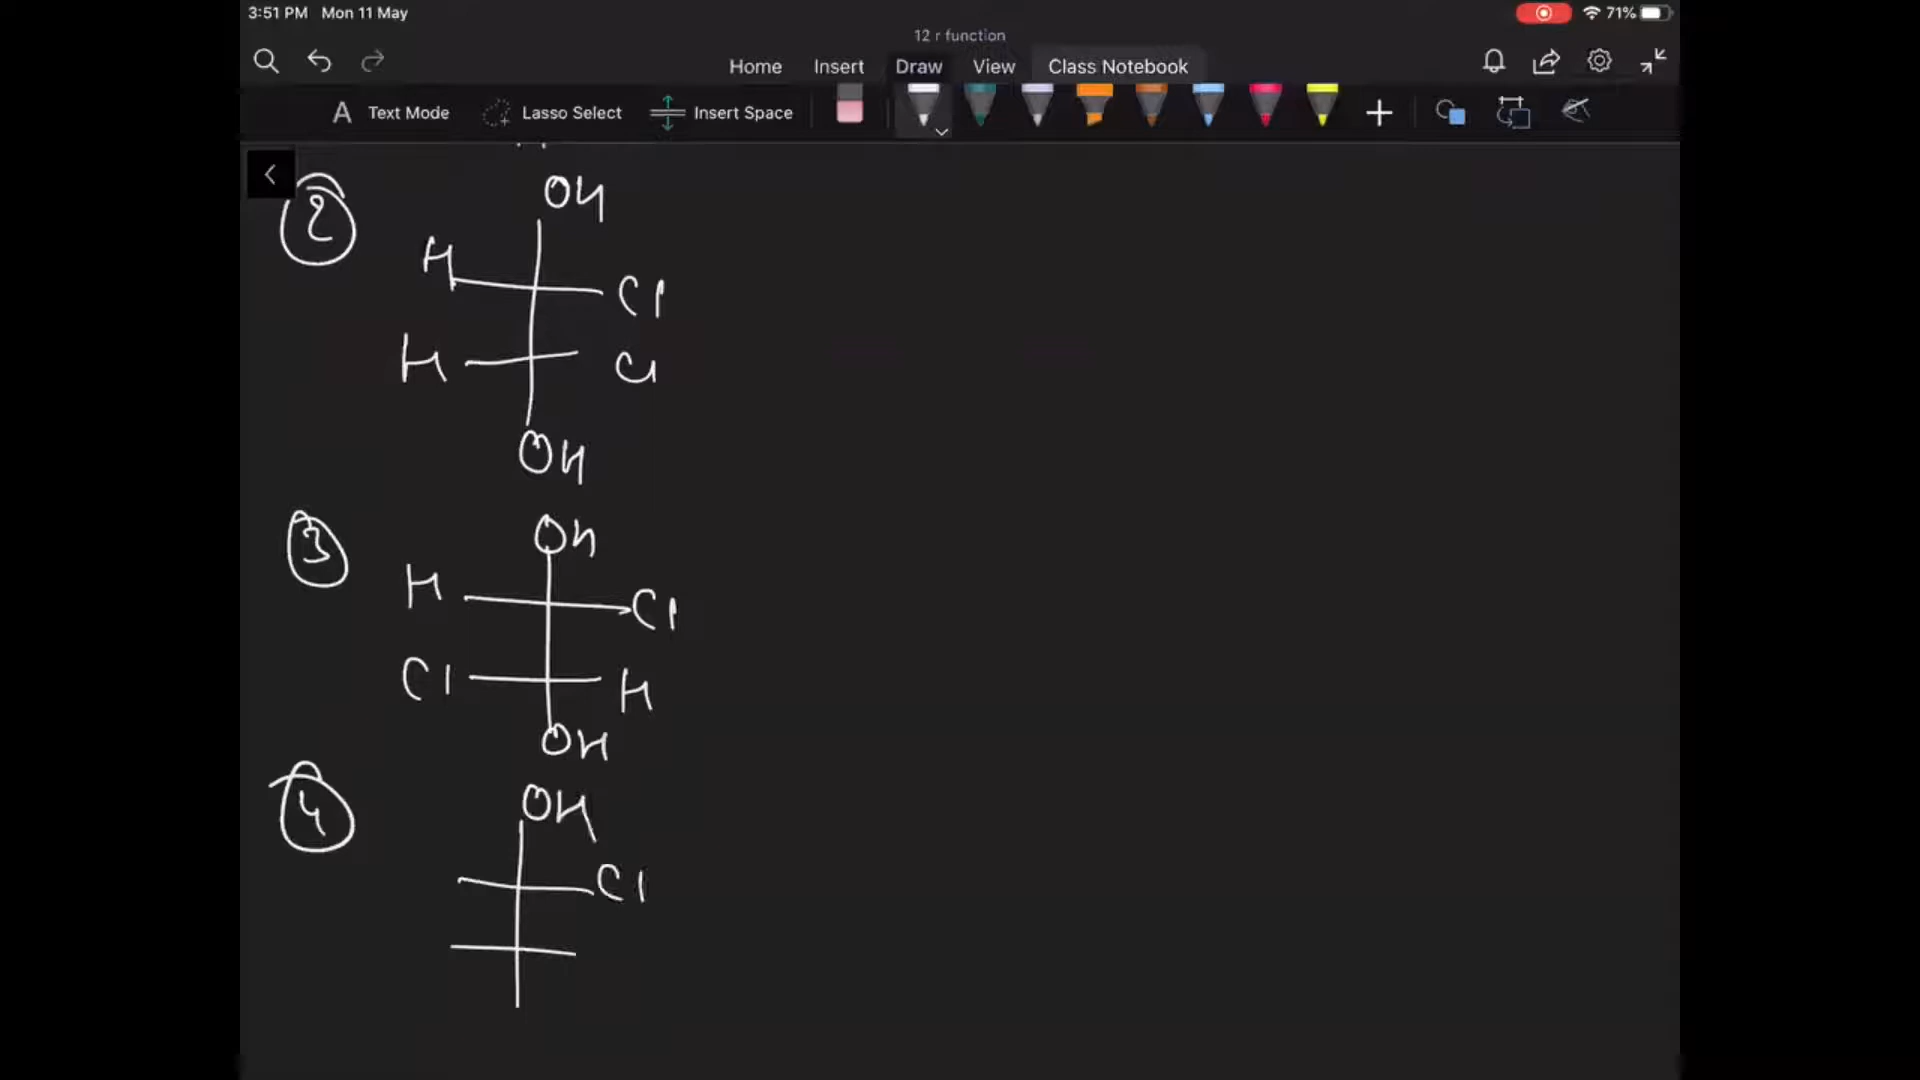 3:51 PM Mon 11 May
71%
12 r function
Home Insert Draw View Class Notebook
A Text Mode Lasso Select Insert Space
2
OH
H Cl
H Cl
OH
3
OH
H Cl
Cl H
OH
4
OH
Cl